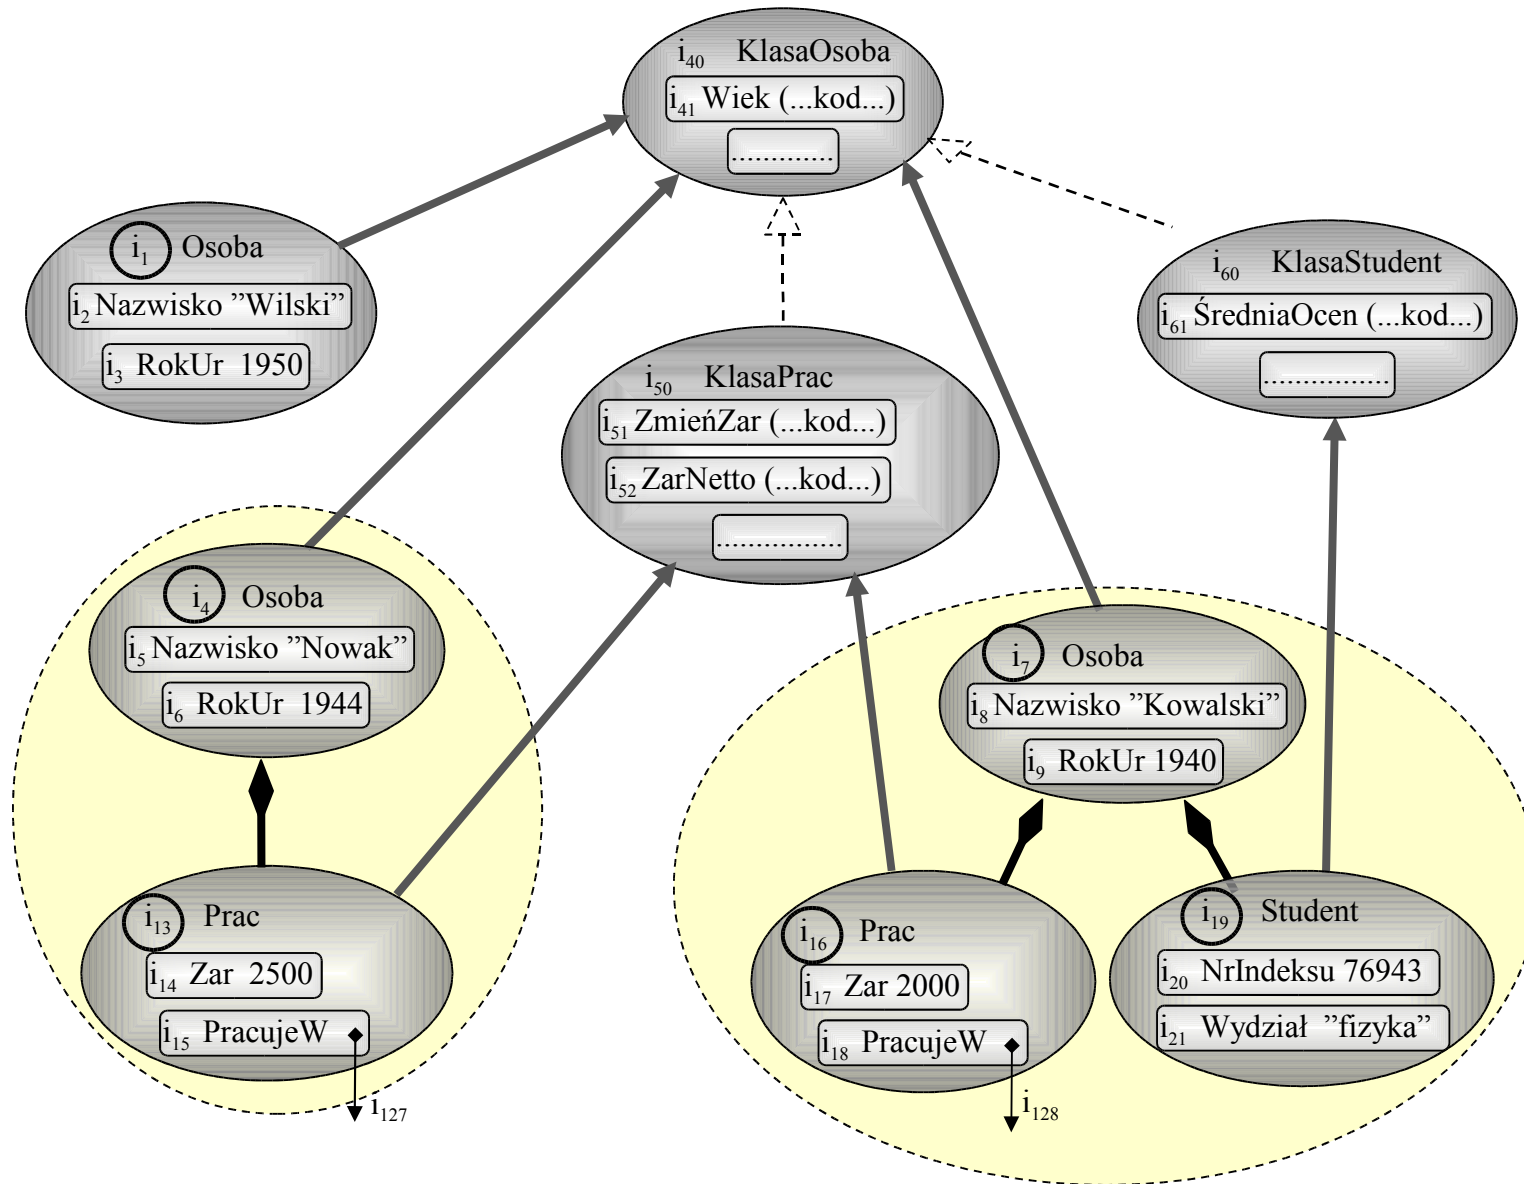 i40 KlasaOsoba
i41 Wiek (...kod...)
.............
i1 Osoba
i2 Nazwisko ”Wilski”
i3 RokUr 1950
i60 KlasaStudent
i61 ŚredniaOcen (...kod...)
................
i50 KlasaPrac
i51 ZmieńZar (...kod...)
i52 ZarNetto (...kod...)
................
i4 Osoba
i5 Nazwisko ”Nowak”
i6 RokUr 1944
i7 Osoba
i8 Nazwisko ”Kowalski”
i9 RokUr 1940
i13 Prac
i14 Zar 2500
i15 PracujeW
i127
i16 Prac
i17 Zar 2000
i18 PracujeW
i128
i19 Student
i20 NrIndeksu 76943
i21 Wydział ”fizyka”